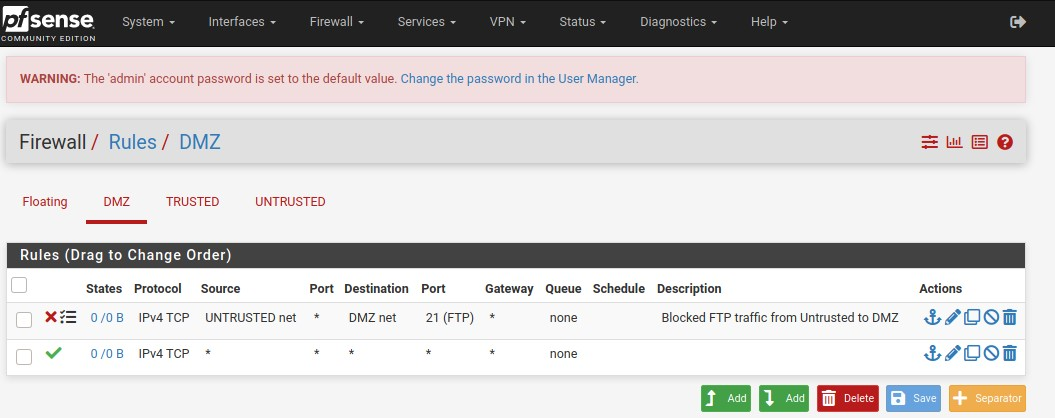 pfsense System Interfaces Firewall Services VPN Status Diagnostics Help
COMMUNITY EDITION
WARNING: The 'admin' account password is set to the default value. Change the password in the User Manager.
Firewall / Rules / DMZ
Floating DMZ TRUSTED UNTRUSTED
Rules (Drag to Change Order)
States Protocol Source Port Destination Port Gateway Queue Schedule Description Actions
0 /0 B IPv4 TCP UNTRUSTED net * DMZ net 21 (FTP) * none Blocked FTP traffic from Untrusted to DMZ
0 /0 B IPv4 TCP * * * * * none
Add Add Delete Save Separator